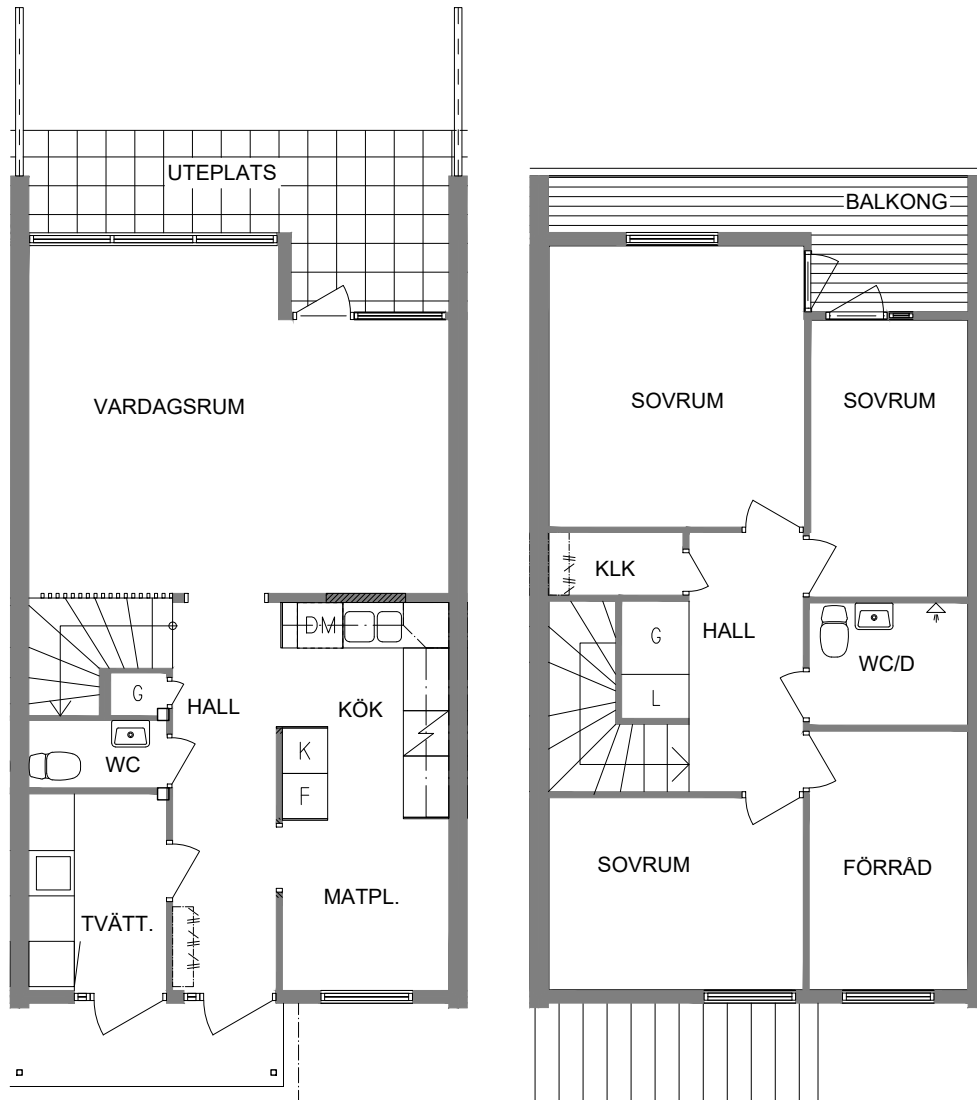 UTEPLATS
VARDAGSRUM
DM
G
HALL
KÖK
WC
K
F
MATPL.
TVÄTT.
BALKONG
SOVRUM
SOVRUM
KLK
G
HALL
WC/D
L
SOVRUM
FÖRRÅD